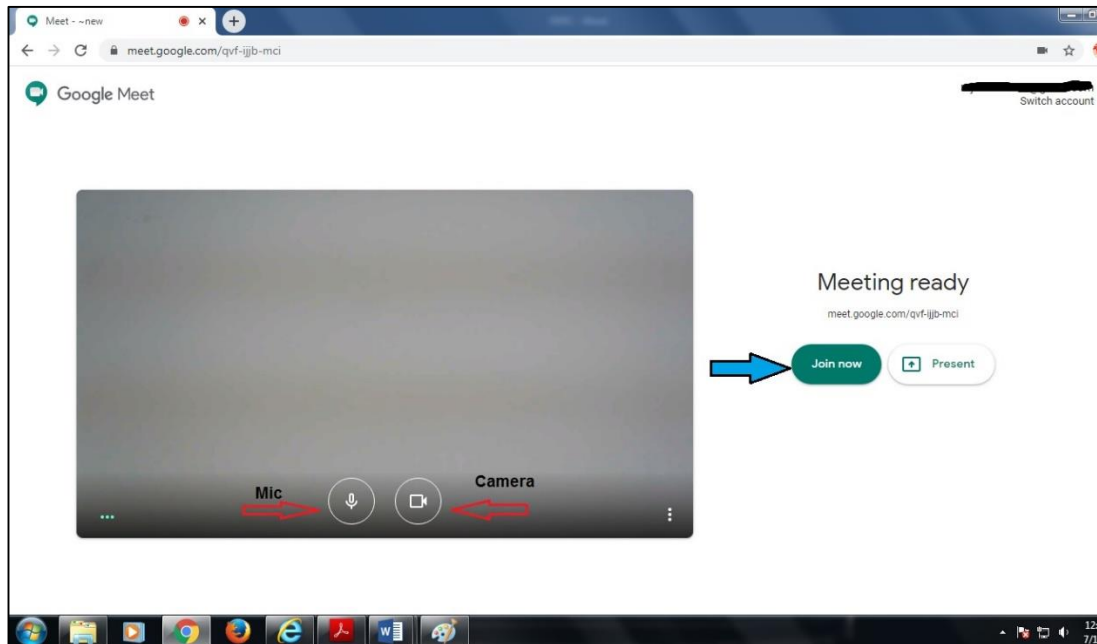 Meet - ~new
meet.google.com/qvf-ijjb-mci
Google Meet
Switch account
Meeting ready
meet.google.com/qvf-ijjb-mci
Join now
Present
Mic
Camera